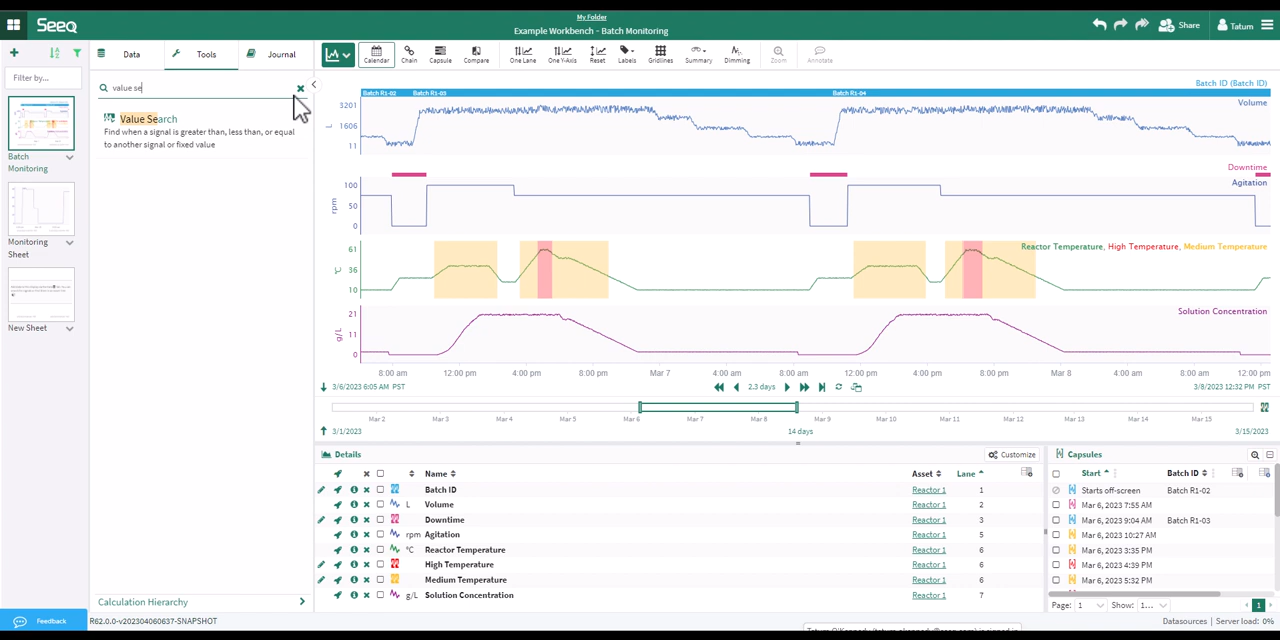 Seeq
My Folder
Example Workbench - Batch Monitoring
Share
Tatum
Data
Tools
Journal
Calendar
Chain
Capsule
Compare
One Lane
One Y-Axis
Reset
Labels
Gridlines
Summary
Dimming
Zoom
Annotate
Filter by...
value se
Value Search
Find when a signal is greater than, less than, or equal
to another signal or fixed value
Batch
Monitoring
Monitoring
Sheet
New Sheet
Calculation Hierarchy
Feedback
R62.0.0-v202304060637-SNAPSHOT
Batch ID (Batch ID)
Batch R1-02
Batch R1-03
Batch R1-04
Volume
3201
1606
11
L
Downtime
Agitation
100
50
0
rpm
Reactor Temperature, High Temperature, Medium Temperature
61
36
10
°C
Solution Concentration
21
11
0
g/L
8:00 am 12:00 pm 4:00 pm 8:00 pm Mar 7 4:00 am 8:00 am 12:00 pm 4:00 pm 8:00 pm Mar 8 4:00 am 8:00 am 12:00 pm
3/6/2023 6:05 AM PST
2.3 days
3/8/2023 12:32 PM PST
Mar 2 Mar 3 Mar 4 Mar 5 Mar 6 Mar 7 Mar 8 Mar 9 Mar 10 Mar 11 Mar 12 Mar 13 Mar 14 Mar 15
3/1/2023
14 days
3/15/2023
Details
Customize
Name Asset Lane
Batch ID Reactor 1 1
L Volume Reactor 1 2
Downtime Reactor 1 3
rpm Agitation Reactor 1 5
°C Reactor Temperature Reactor 1 6
High Temperature Reactor 1 6
Medium Temperature Reactor 1 6
g/L Solution Concentration Reactor 1 7
Capsules
Start Batch ID
Starts off-screen Batch R1-02
Mar 6, 2023 7:55 AM
Mar 6, 2023 9:04 AM Batch R1-03
Mar 6, 2023 10:27 AM
Mar 6, 2023 3:35 PM
Mar 6, 2023 4:39 PM
Mar 6, 2023 5:32 PM
Page: 1 Show: 1... 1
Datasources | Server load: 0%